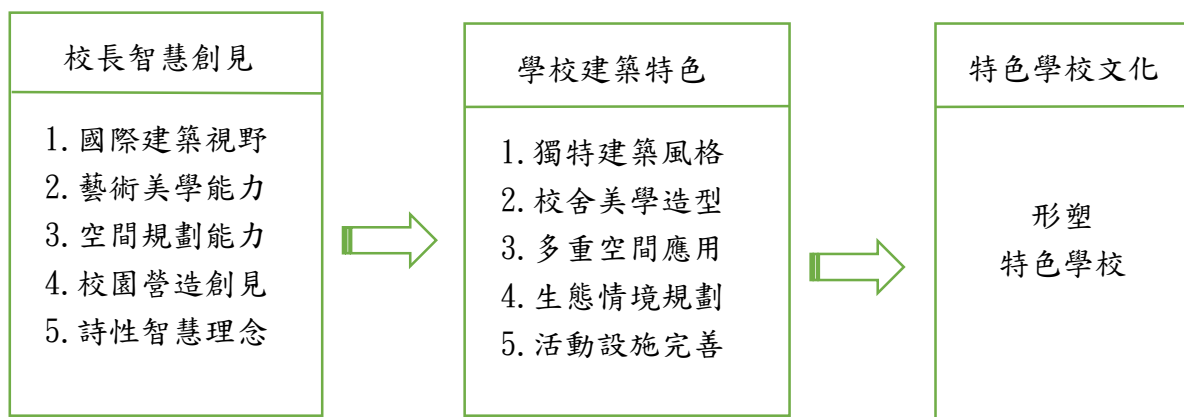 校長智慧創見
1. 國際建築視野
2. 藝術美學能力
3. 空間規劃能力
4. 校園營造創見
5. 詩性智慧理念
學校建築特色
1. 獨特建築風格
2. 校舍美學造型
3. 多重空間應用
4. 生態情境規劃
5. 活動設施完善
特色學校文化
形塑
特色學校